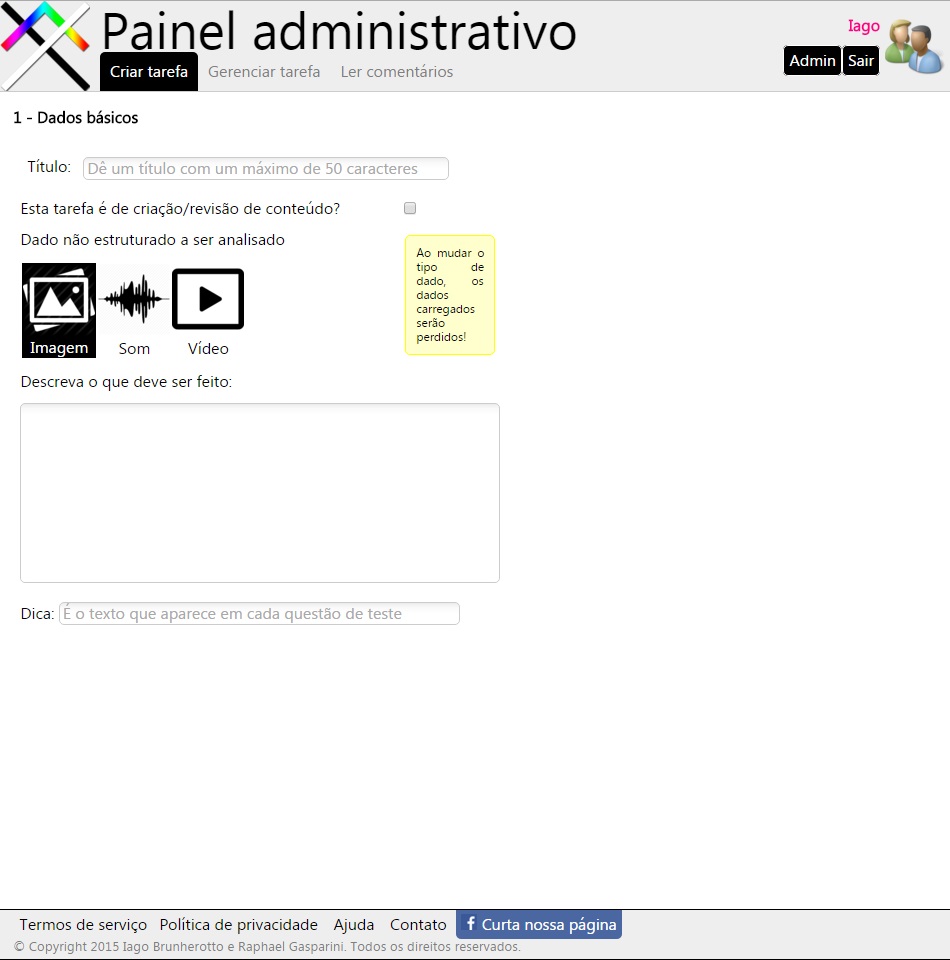 Painel administrativo
Iago
Criar tarefa Gerenciar tarefa Ler comentários
Admin Sair
1 - Dados básicos
Título: Dê um título com um máximo de 50 caracteres
Esta tarefa é de criação/revisão de conteúdo?
Dado não estruturado a ser analisado
Ao mudar o
tipo de
dado, os
dados
carregados
serão
perdidos!
Imagem Som Vídeo
Descreva o que deve ser feito:
Dica: É o texto que aparece em cada questão de teste
Termos de serviço Política de privacidade Ajuda Contato f Curta nossa página
© Copyright 2015 Iago Brunherotto e Raphael Gasparini. Todos os direitos reservados.